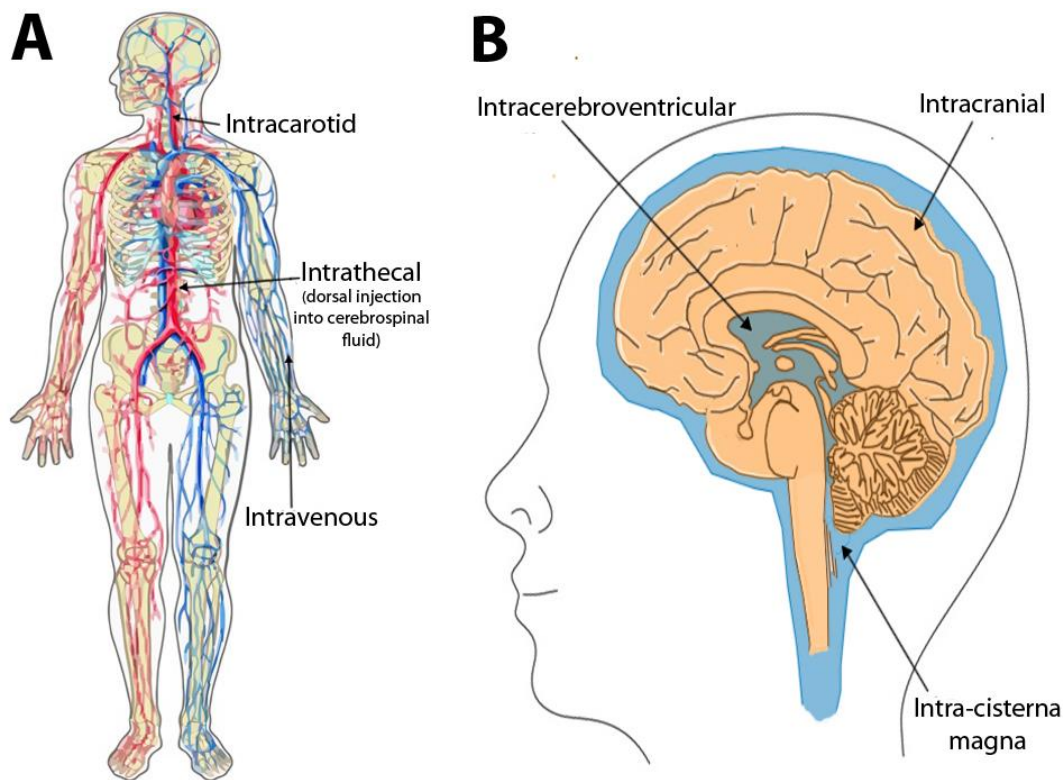 A
Intracarotid
Intrathecal
(dorsal injection
into cerebrospinal
fluid)
Intravenous
B
Intracerebroventricular
Intracranial
Intra-cisterna
magna